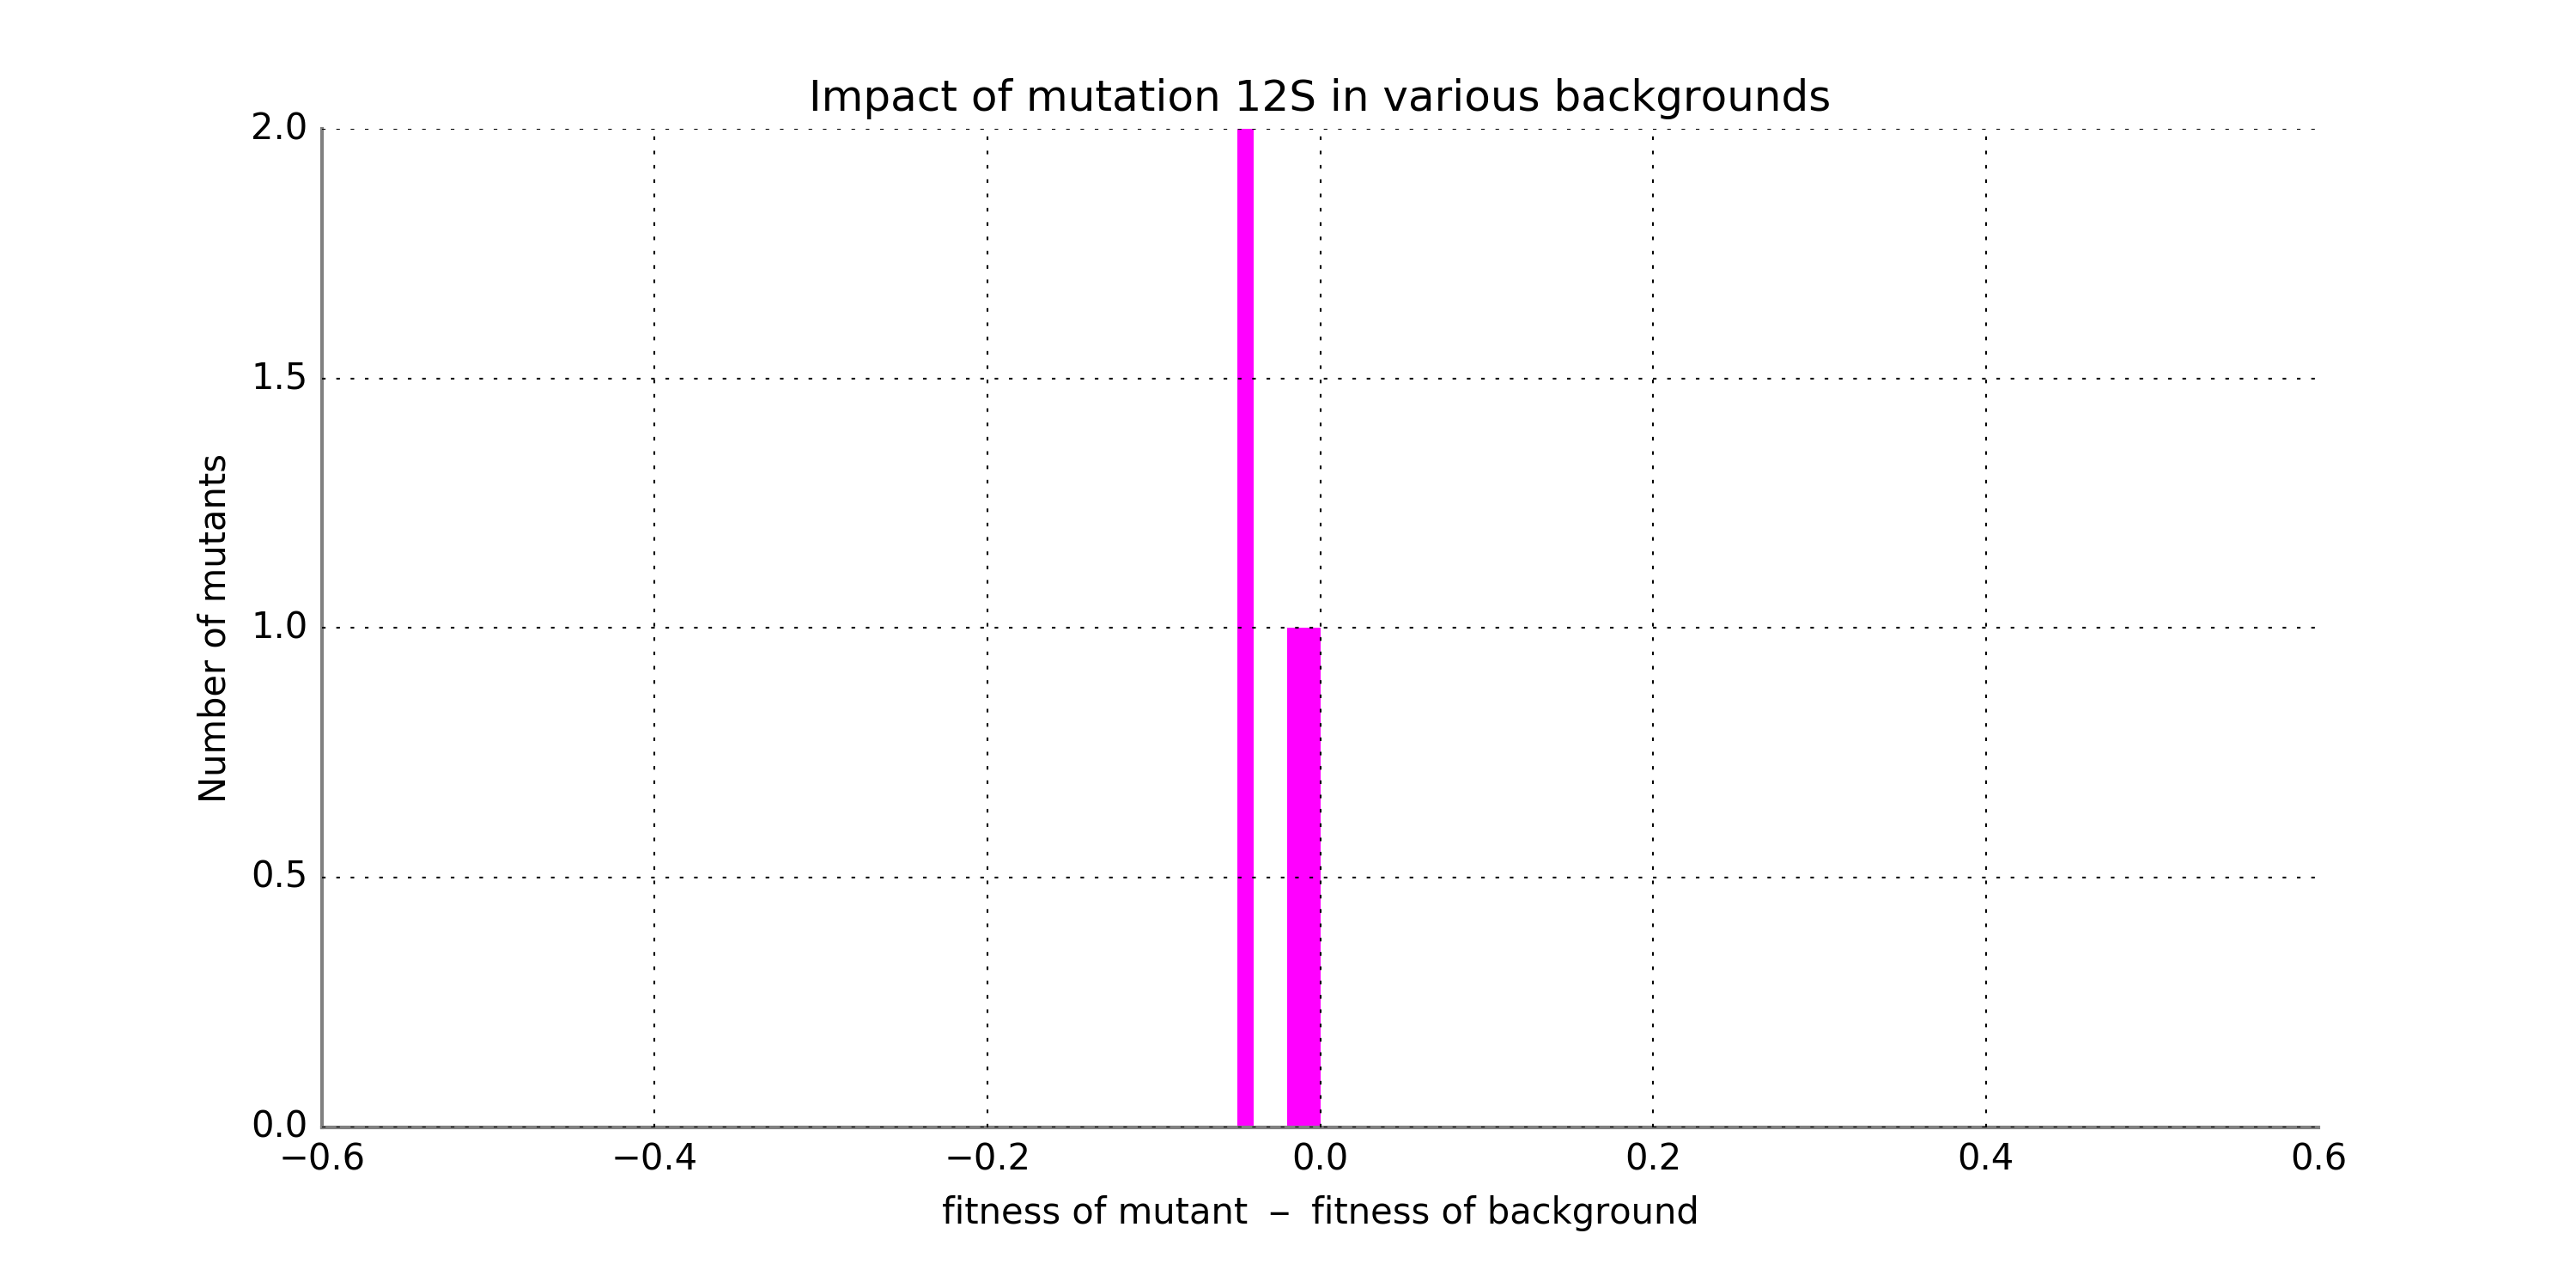 Impact of mutation 12S in various backgrounds
2.0
1.5
1.0
0.5
0.0
Number of mutants
−0.6 −0.4 −0.2 0.0 0.2 0.4 0.6
fitness of mutant − fitness of background